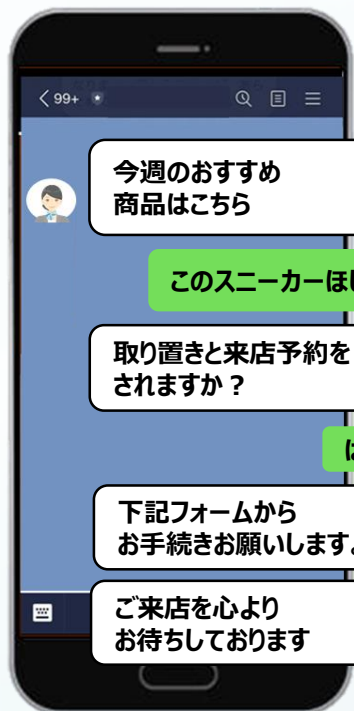 99+
今週のおすすめ
商品はこちら
このスニーカーほし
取り置きと来店予約を
されますか？
は
下記フォームから
お手続きお願いします。
ご来店を心より
お待ちしております